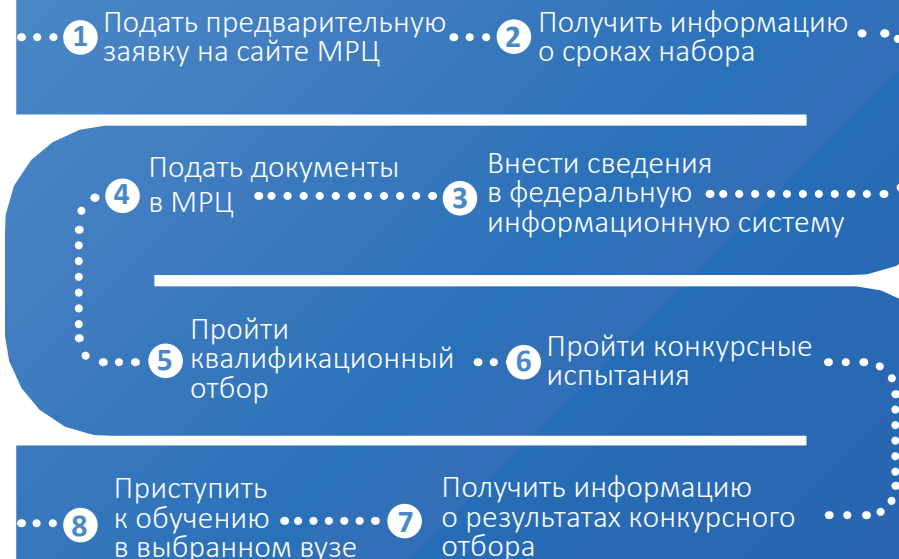 1 Подать предварительную
заявку на сайте МРЦ
2 Получить информацию
о сроках набора
3 Внести сведения
в федеральную
информационную систему
4 Подать документы
в МРЦ
5 Пройти
квалификационный
отбор
6 Пройти конкурсные
испытания
7 Получить информацию
о результатах конкурсного
отбора
8 Приступить
к обучению
в выбранном вузе